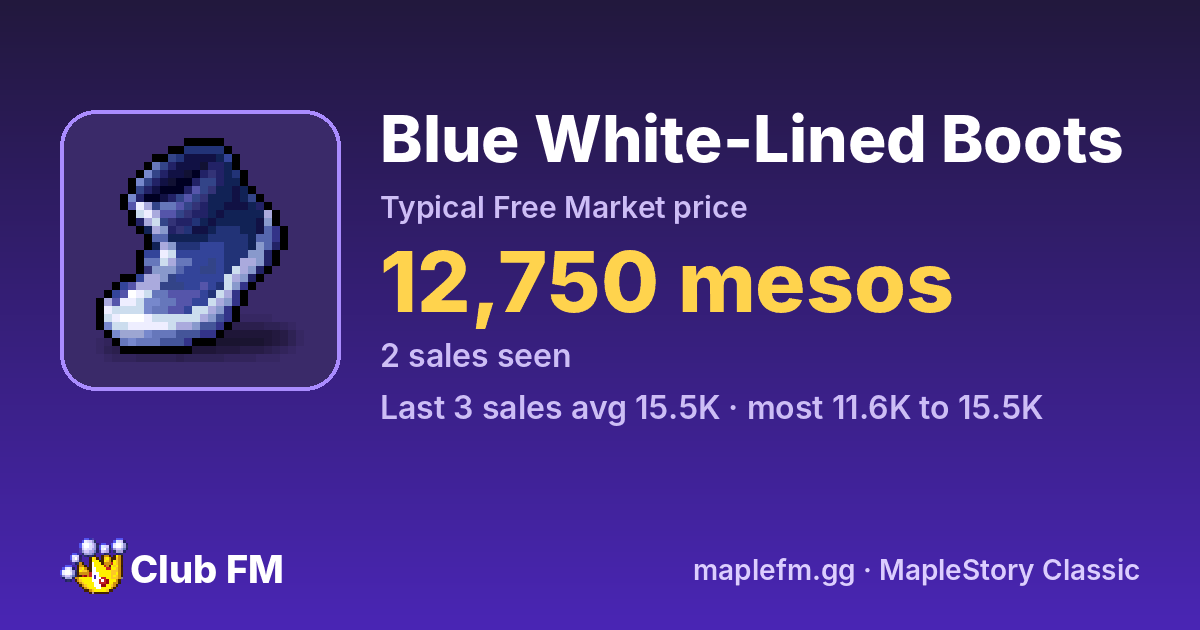 Blue White-Lined Boots
Typical Free Market price
12,750 mesos
2 sales seen
Last 3 sales avg 15.5K · most 11.6K to 15.5K
Club FM
maplefm.gg · MapleStory Classic